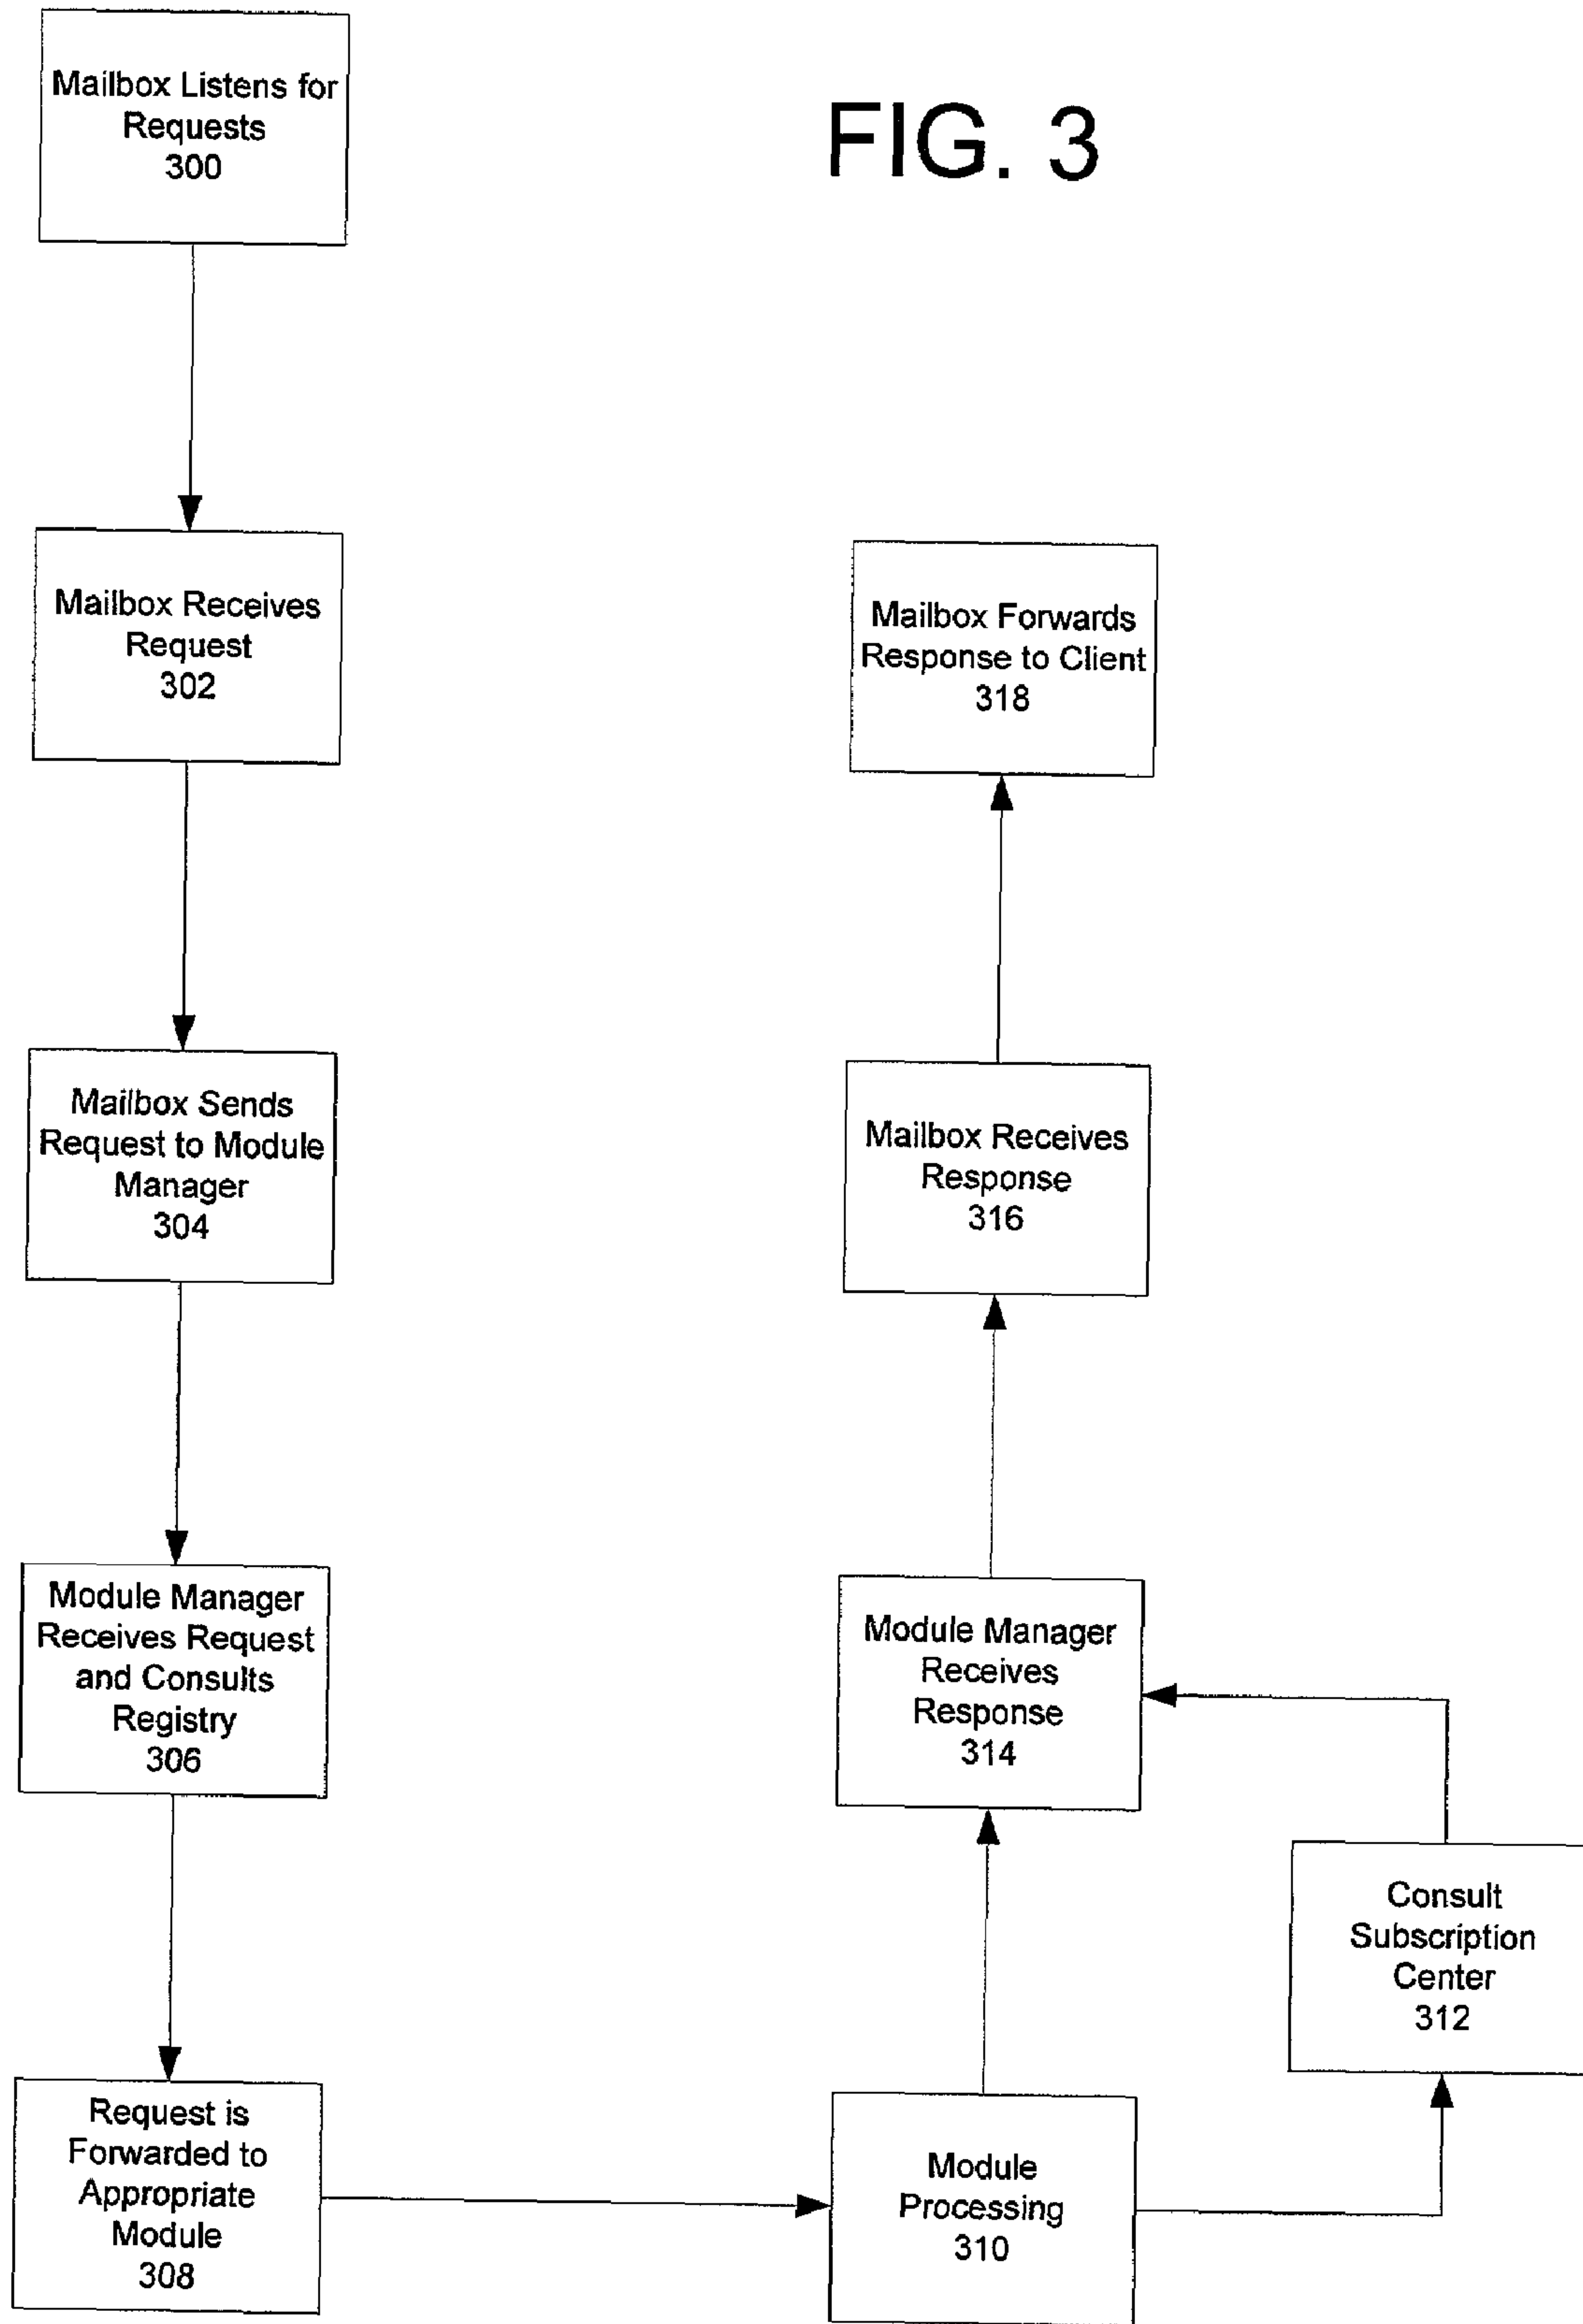 FIG. 3
Mailbox Listens for
Requests
300
Mailbox Receives
Request
302
Mailbox Sends
Request to Module
Manager
304
Module Manager
Receives Request
and Consults
Registry
306
Request is
Forwarded to
Appropriate
Module
308
Module
Processing
310
Consult
Subscription
Center
312
Module Manager
Receives
Response
314
Mailbox Receives
Response
316
Mailbox Forwards
Response to Client
318